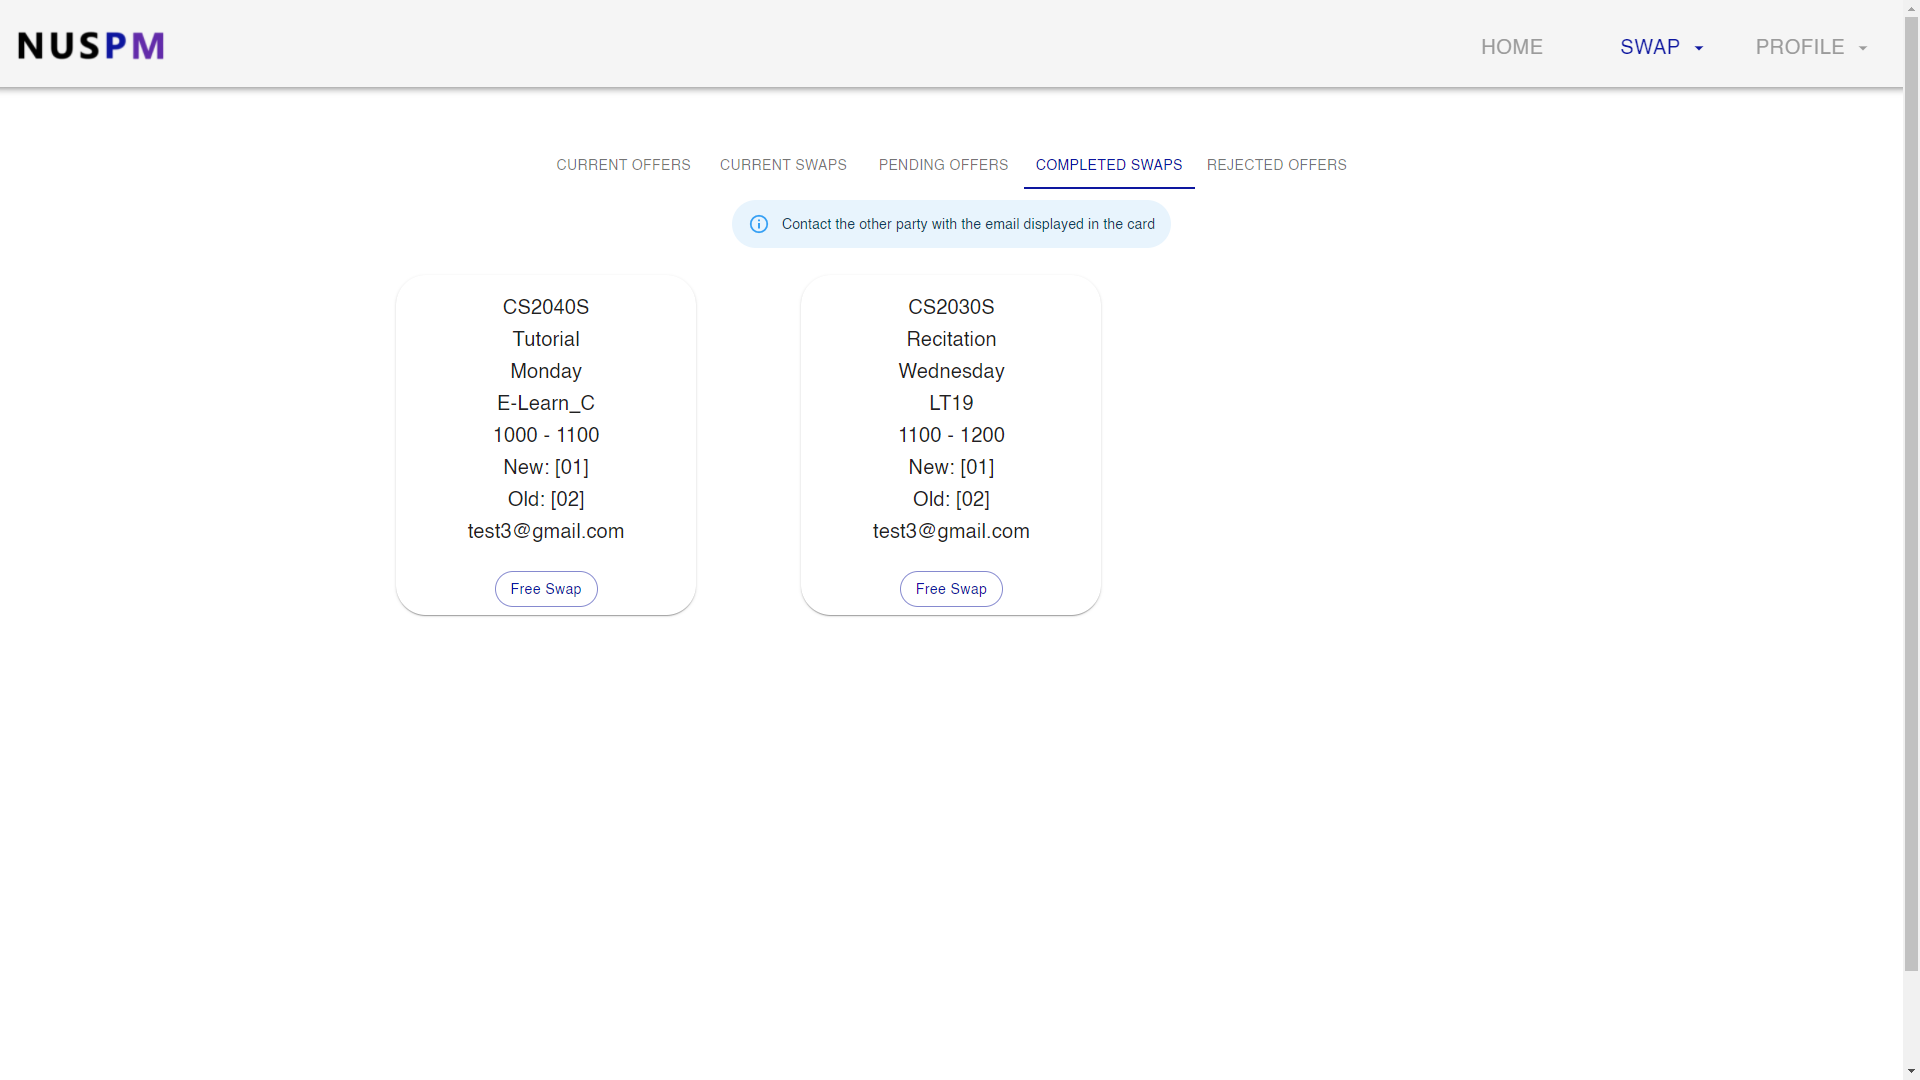 NUSPM
HOME
SWAP
PROFILE
CURRENT OFFERS
CURRENT SWAPS
PENDING OFFERS
COMPLETED SWAPS
REJECTED OFFERS
Contact the other party with the email displayed in the card
CS2040S
Tutorial
Monday
E-Learn_C
1000 - 1100
New: [01]
Old: [02]
test3@gmail.com
Free Swap
CS2030S
Recitation
Wednesday
LT19
1100 - 1200
New: [01]
Old: [02]
test3@gmail.com
Free Swap